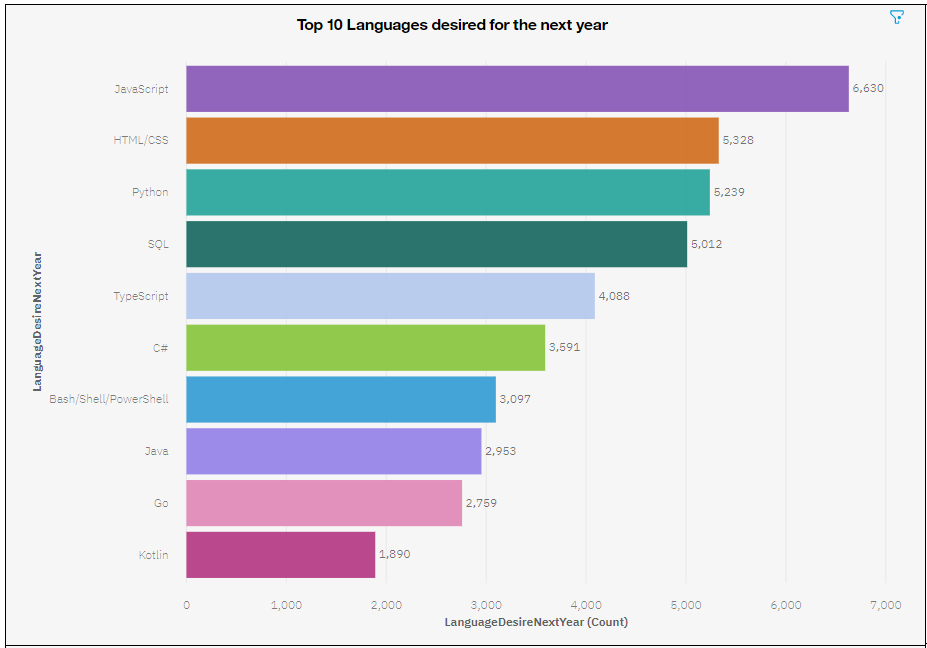 Top 10 Languages desired for the next year
LanguageDesireNextYear
JavaScript 6,630
HTML/CSS 5,328
Python 5,239
SQL 5,012
TypeScript 4,088
C# 3,591
Bash/Shell/PowerShell 3,097
Java 2,953
Go 2,759
Kotlin 1,890
0 1,000 2,000 3,000 4,000 5,000 6,000 7,000
LanguageDesireNextYear (Count)